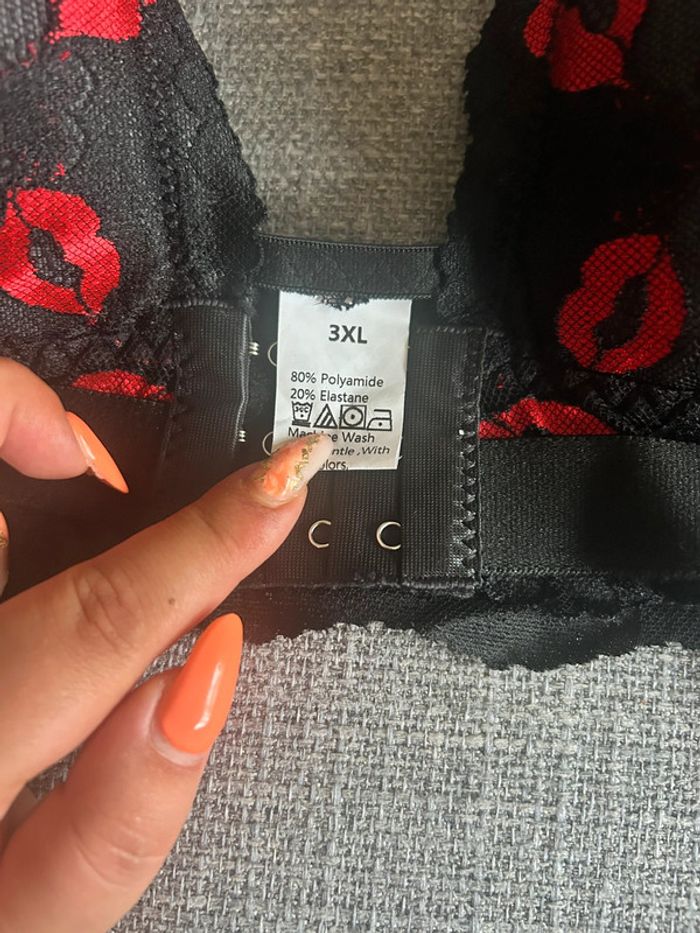 3XL
80% Polyamide
20% Elastane
Wash
,With